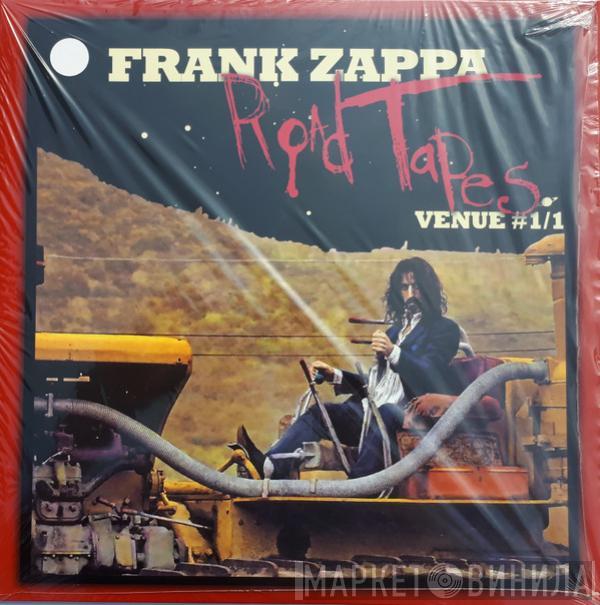 FRANK ZAPPA
Road Tapes.
VENUE #1/1
МАРКЕТ ВИНИЛА